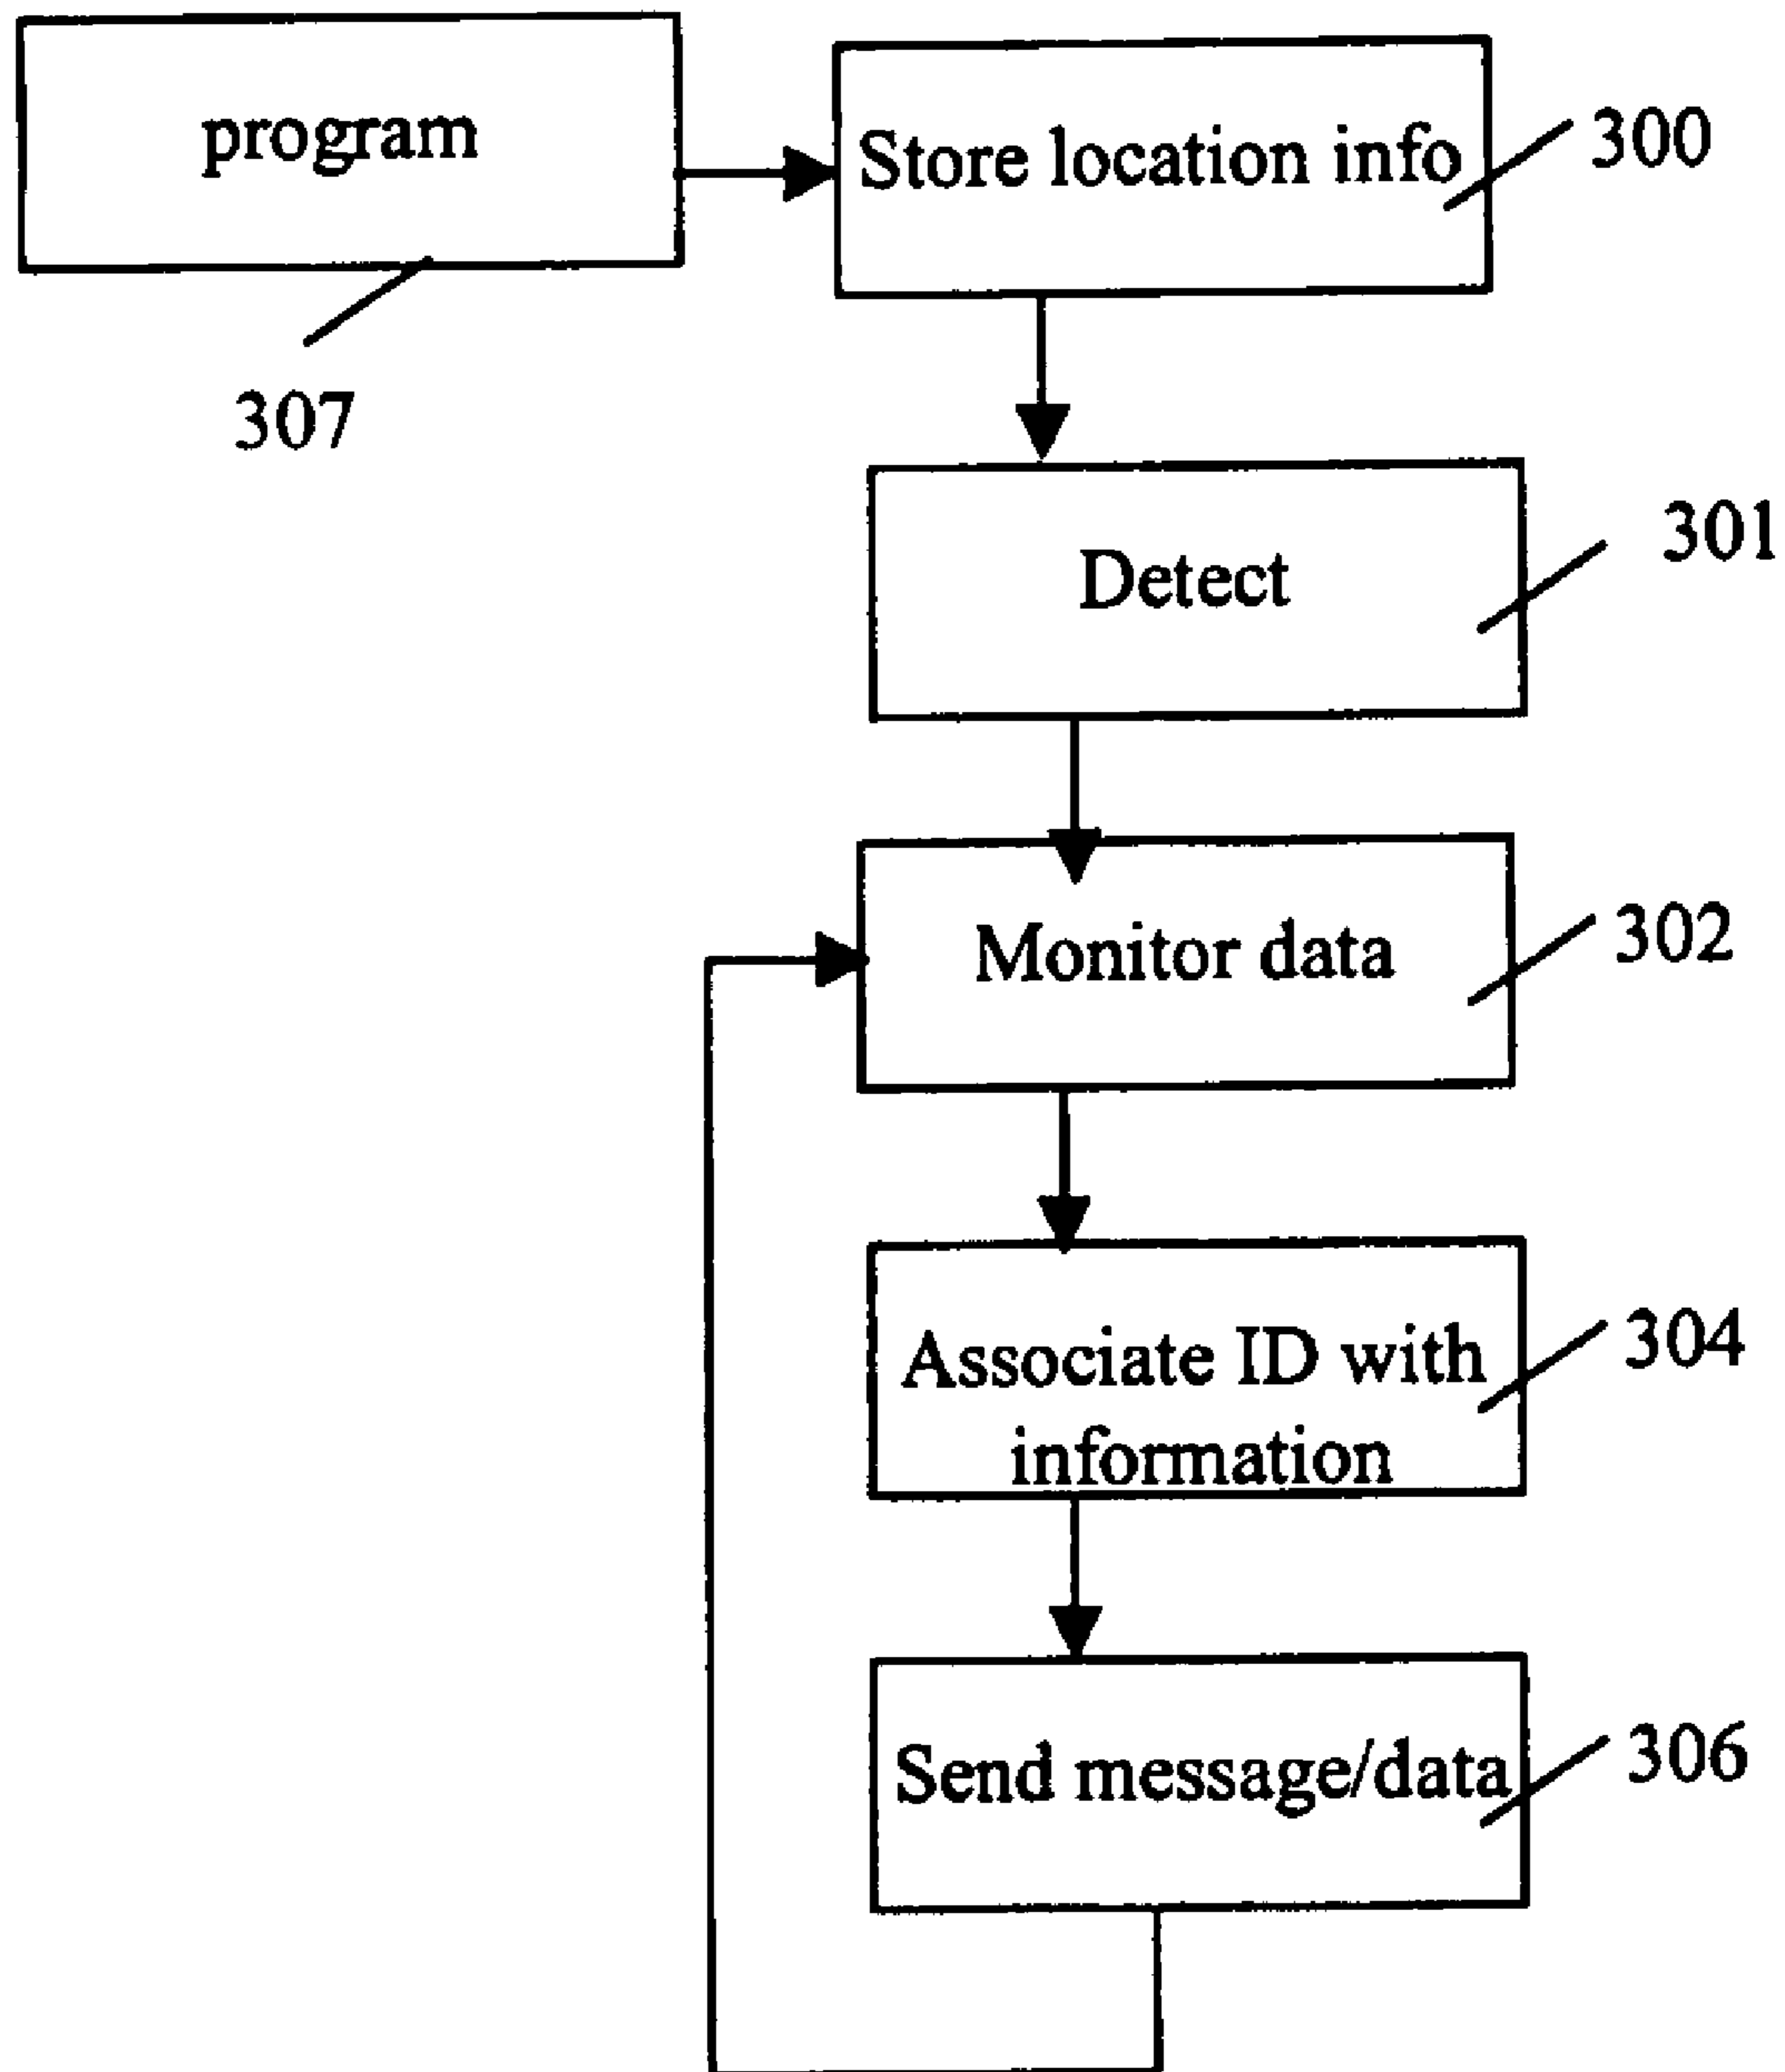 program
307
Store location info
300
Detect
301
Monitor data
302
Associate ID with
information
304
Send message/data
306